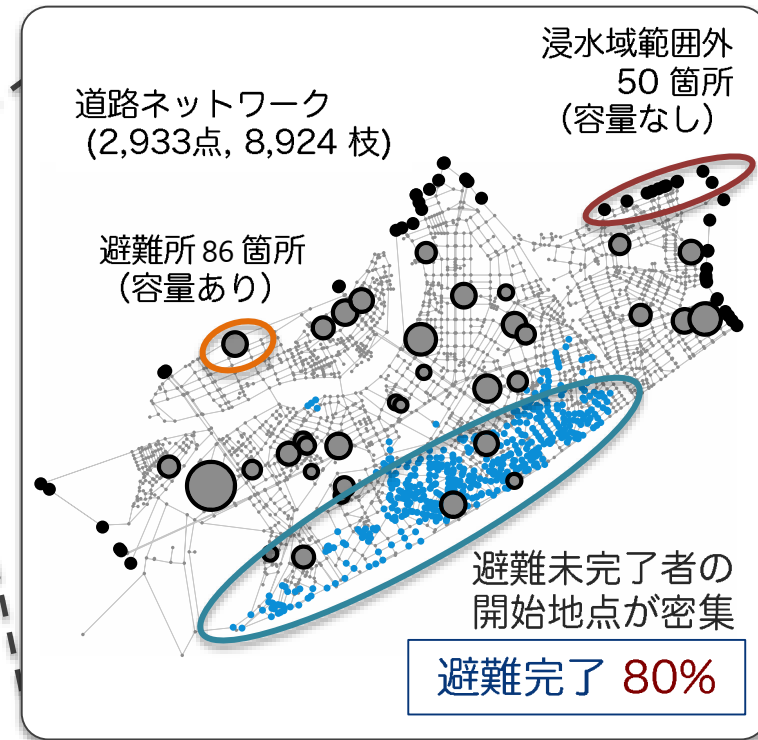 浸水域範囲外
50 箇所
（容量なし）
道路ネットワーク
(2,933点, 8,924 枝)
避難所 86 箇所
（容量あり）
避難未完了者の
開始地点が密集
避難完了 80%